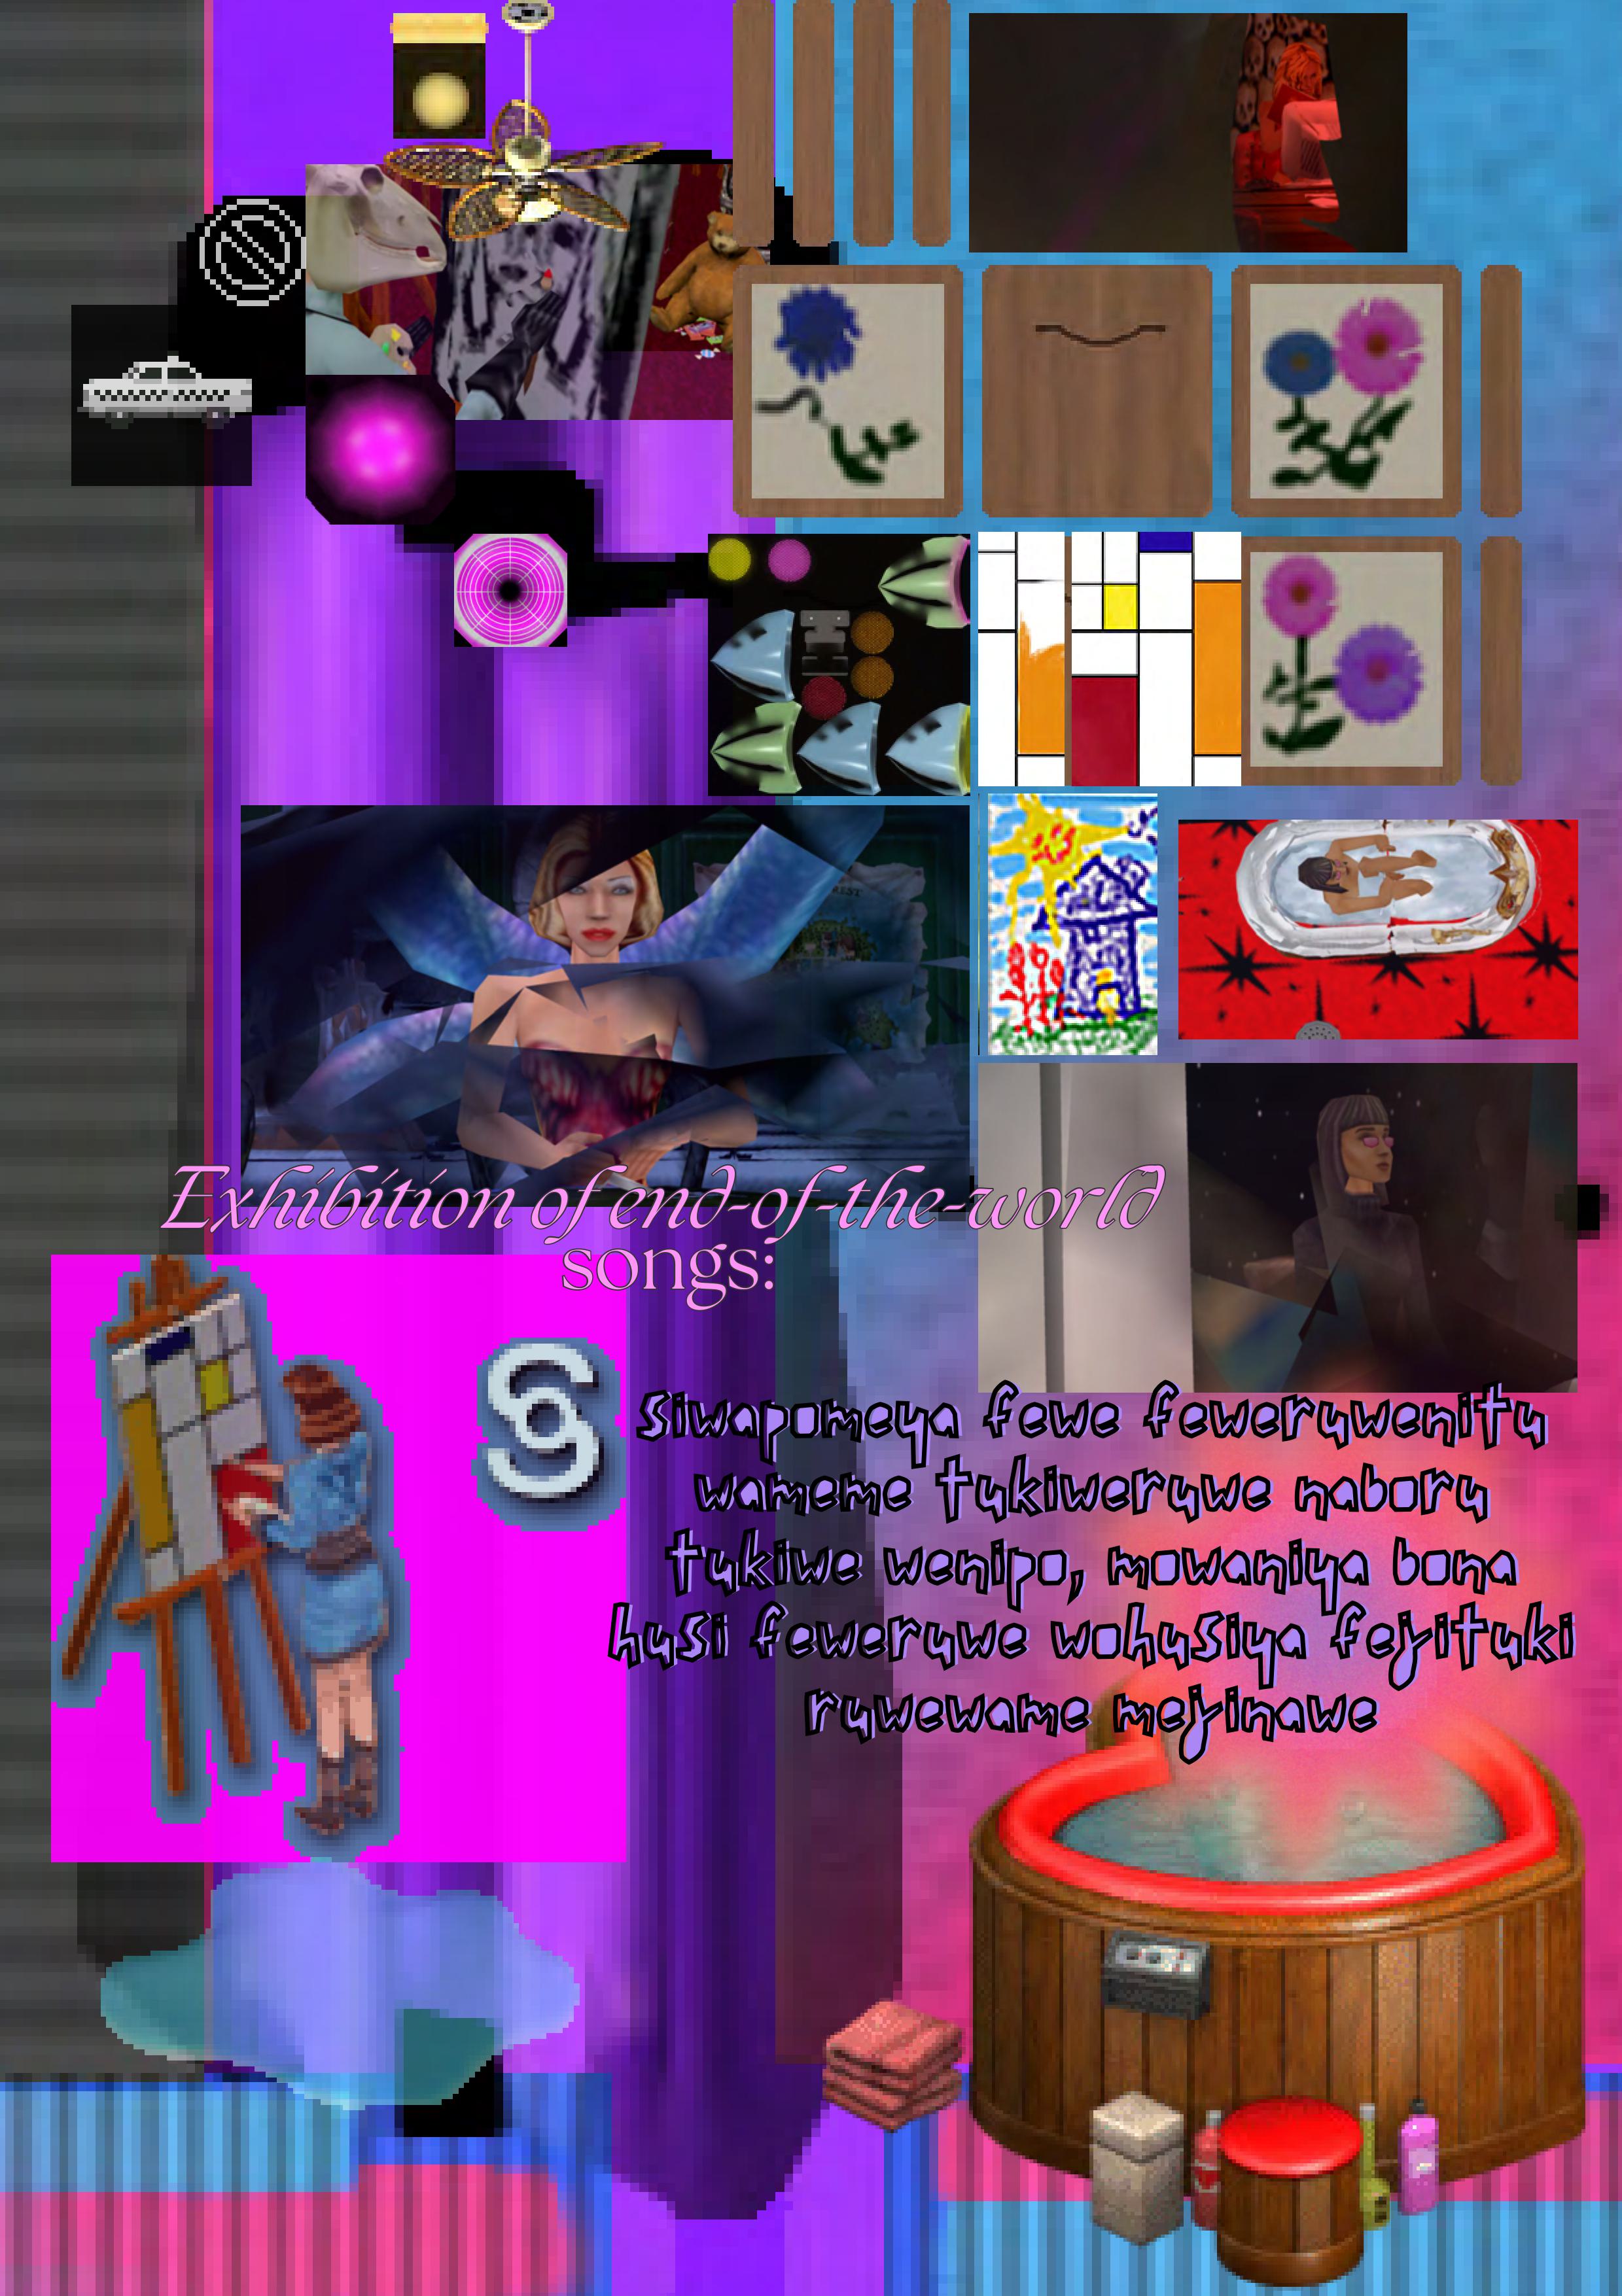 Exhibition of end-of-the-world
songs:
siwapomeya fewe feweruwenitu
wameme tukiweruwe naboru
tukiwe wenipo, mowaniya bona
husi feweruwe wohusiya fejituki
ruwewame mejinawe